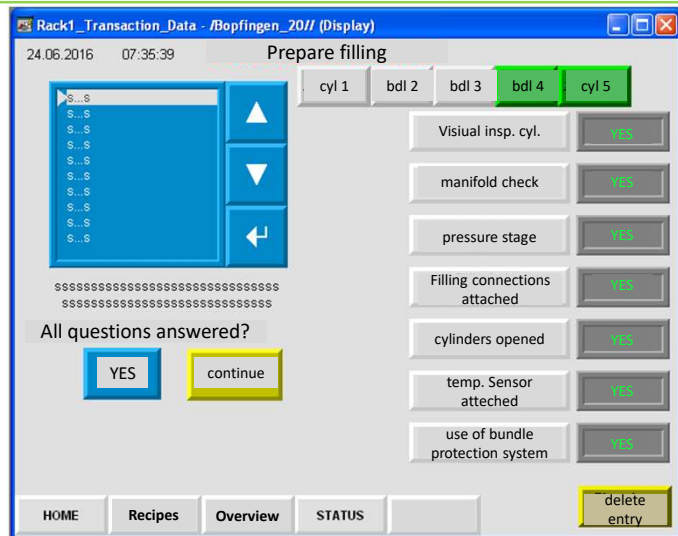 Rack1_Transaction_Data - /Bopfingen_20// (Display)
24.06.2016 07:35:39 Prepare filling
cyl 1 bdl 2 bdl 3 bdl 4 cyl 5
s...s
s...s
s...s
s...s
s...s
s...s
s...s
s...s
s...s
s...s
Visiual insp. cyl. YES
manifold check YES
pressure stage YES
Filling connections
attached YES
cylinders opened YES
temp. Sensor
atteched YES
use of bundle
protection system YES
ssssssssssssssssssssssssssssssss
ssssssssssssssssssssssssssssss
All questions answered?
YES continue
delete
entry
HOME Recipes Overview STATUS